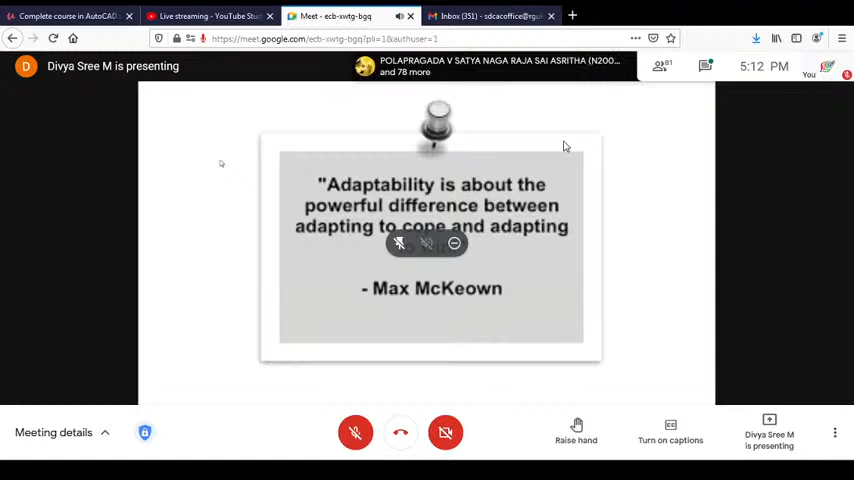 Complete course in AutoCAD
Live streaming - YouTube Stud
Meet - ecb-xwtg-bgq
Inbox (351) - sdcacoffice@rgu
https://meet.google.com/ecb-xwtg-bgq?pli=1&authuser=1
Divya Sree M is presenting
POLAPRAGADA V SATYA NAGA RAJA SAI ASRITHA (N200...
and 78 more
81
5:12 PM
You
"Adaptability is about the
powerful difference between
adapting to cope and adapting
- Max McKeown
Meeting details
Raise hand
Turn on captions
Divya Sree M
is presenting
D